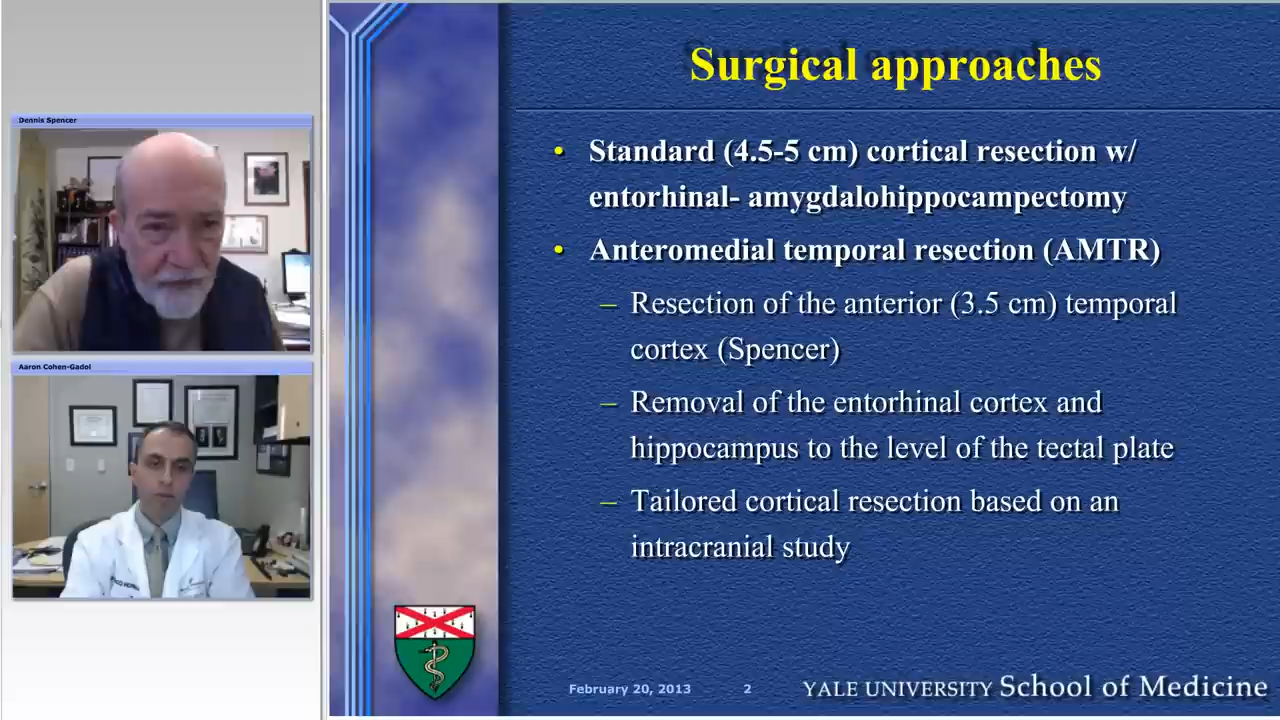 Dennis Spencer
Aaron Cohen-Gadol
Surgical approaches
• Standard (4.5-5 cm) cortical resection w/
entorhinal- amygdalohippocampectomy
• Anteromedial temporal resection (AMTR)
– Resection of the anterior (3.5 cm) temporal
cortex (Spencer)
– Removal of the entorhinal cortex and
hippocampus to the level of the tectal plate
– Tailored cortical resection based on an
intracranial study
February 20, 2013 2 YALE UNIVERSITY School of Medicine